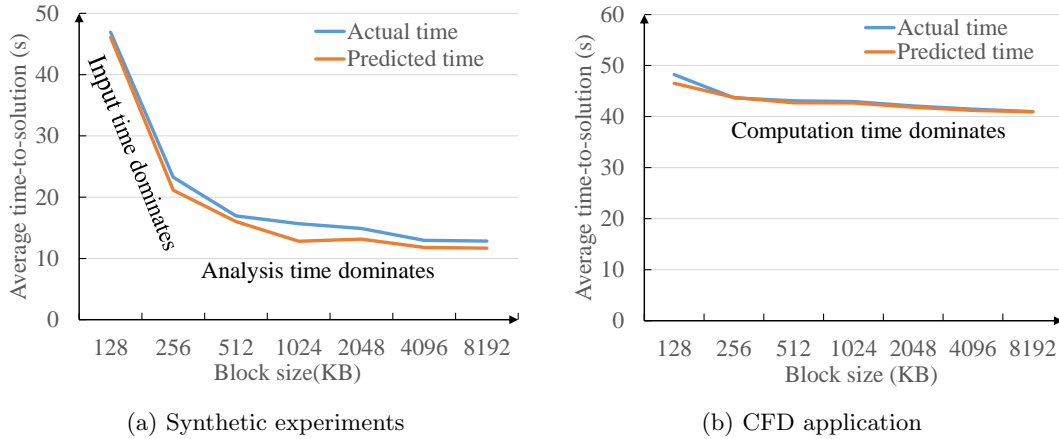 Average time-to-solution (s)
50
40
30
20
10
0
Actual time
Predicted time
Input time dominates
Analysis time dominates
128 256 512 1024 2048 4096 8192
Block size(KB)
(a) Synthetic experiments
Average time-to-solution (s)
60
50
40
30
20
10
0
Actual time
Predicted time
Computation time dominates
128 256 512 1024 2048 4096 8192
Block size (KB)
(b) CFD application